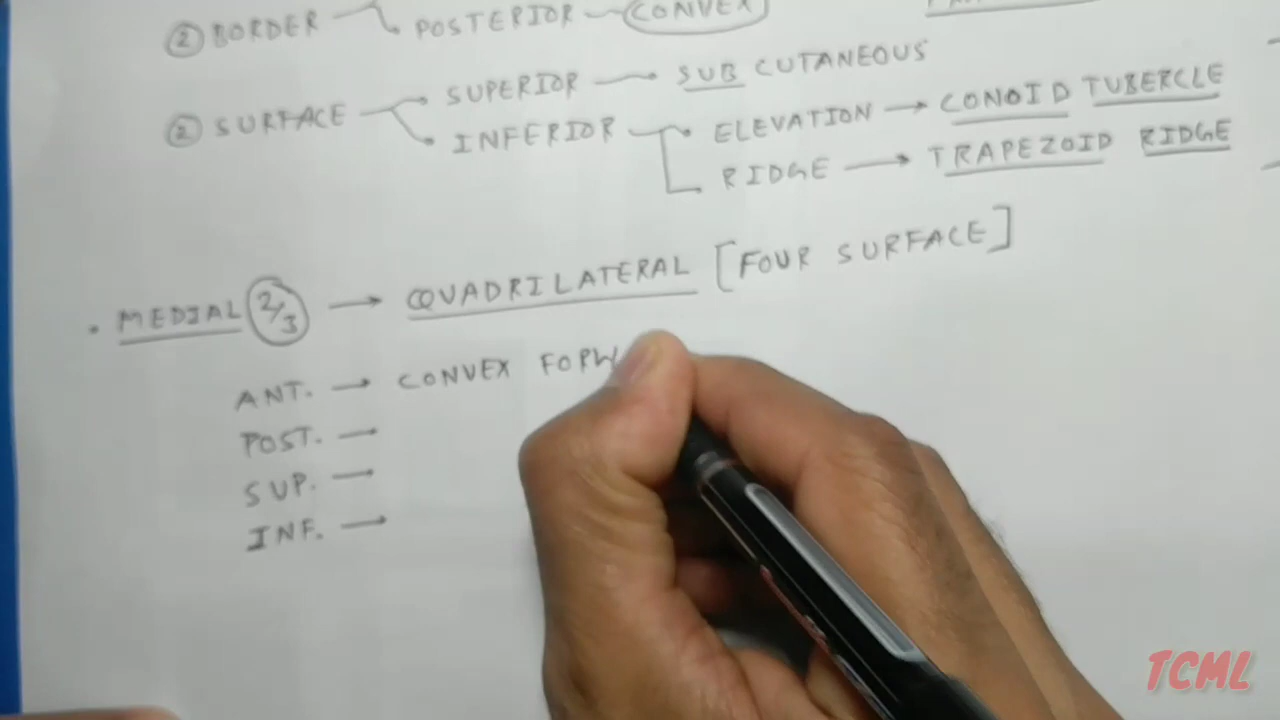 ② BORDER POSTERIOR CONVEX
② SURFACE SUPERIOR → SUB CUTANEOUS
INFERIOR ELEVATION → CONOID TUBERCLE
RIDGE → TRAPEZOID RIDGE
• MEDIAL 2/3 → QUADRILATERAL [FOUR SURFACE]
ANT. → CONVEX FORW
POST. →
SUP. →
INF. →
TCML